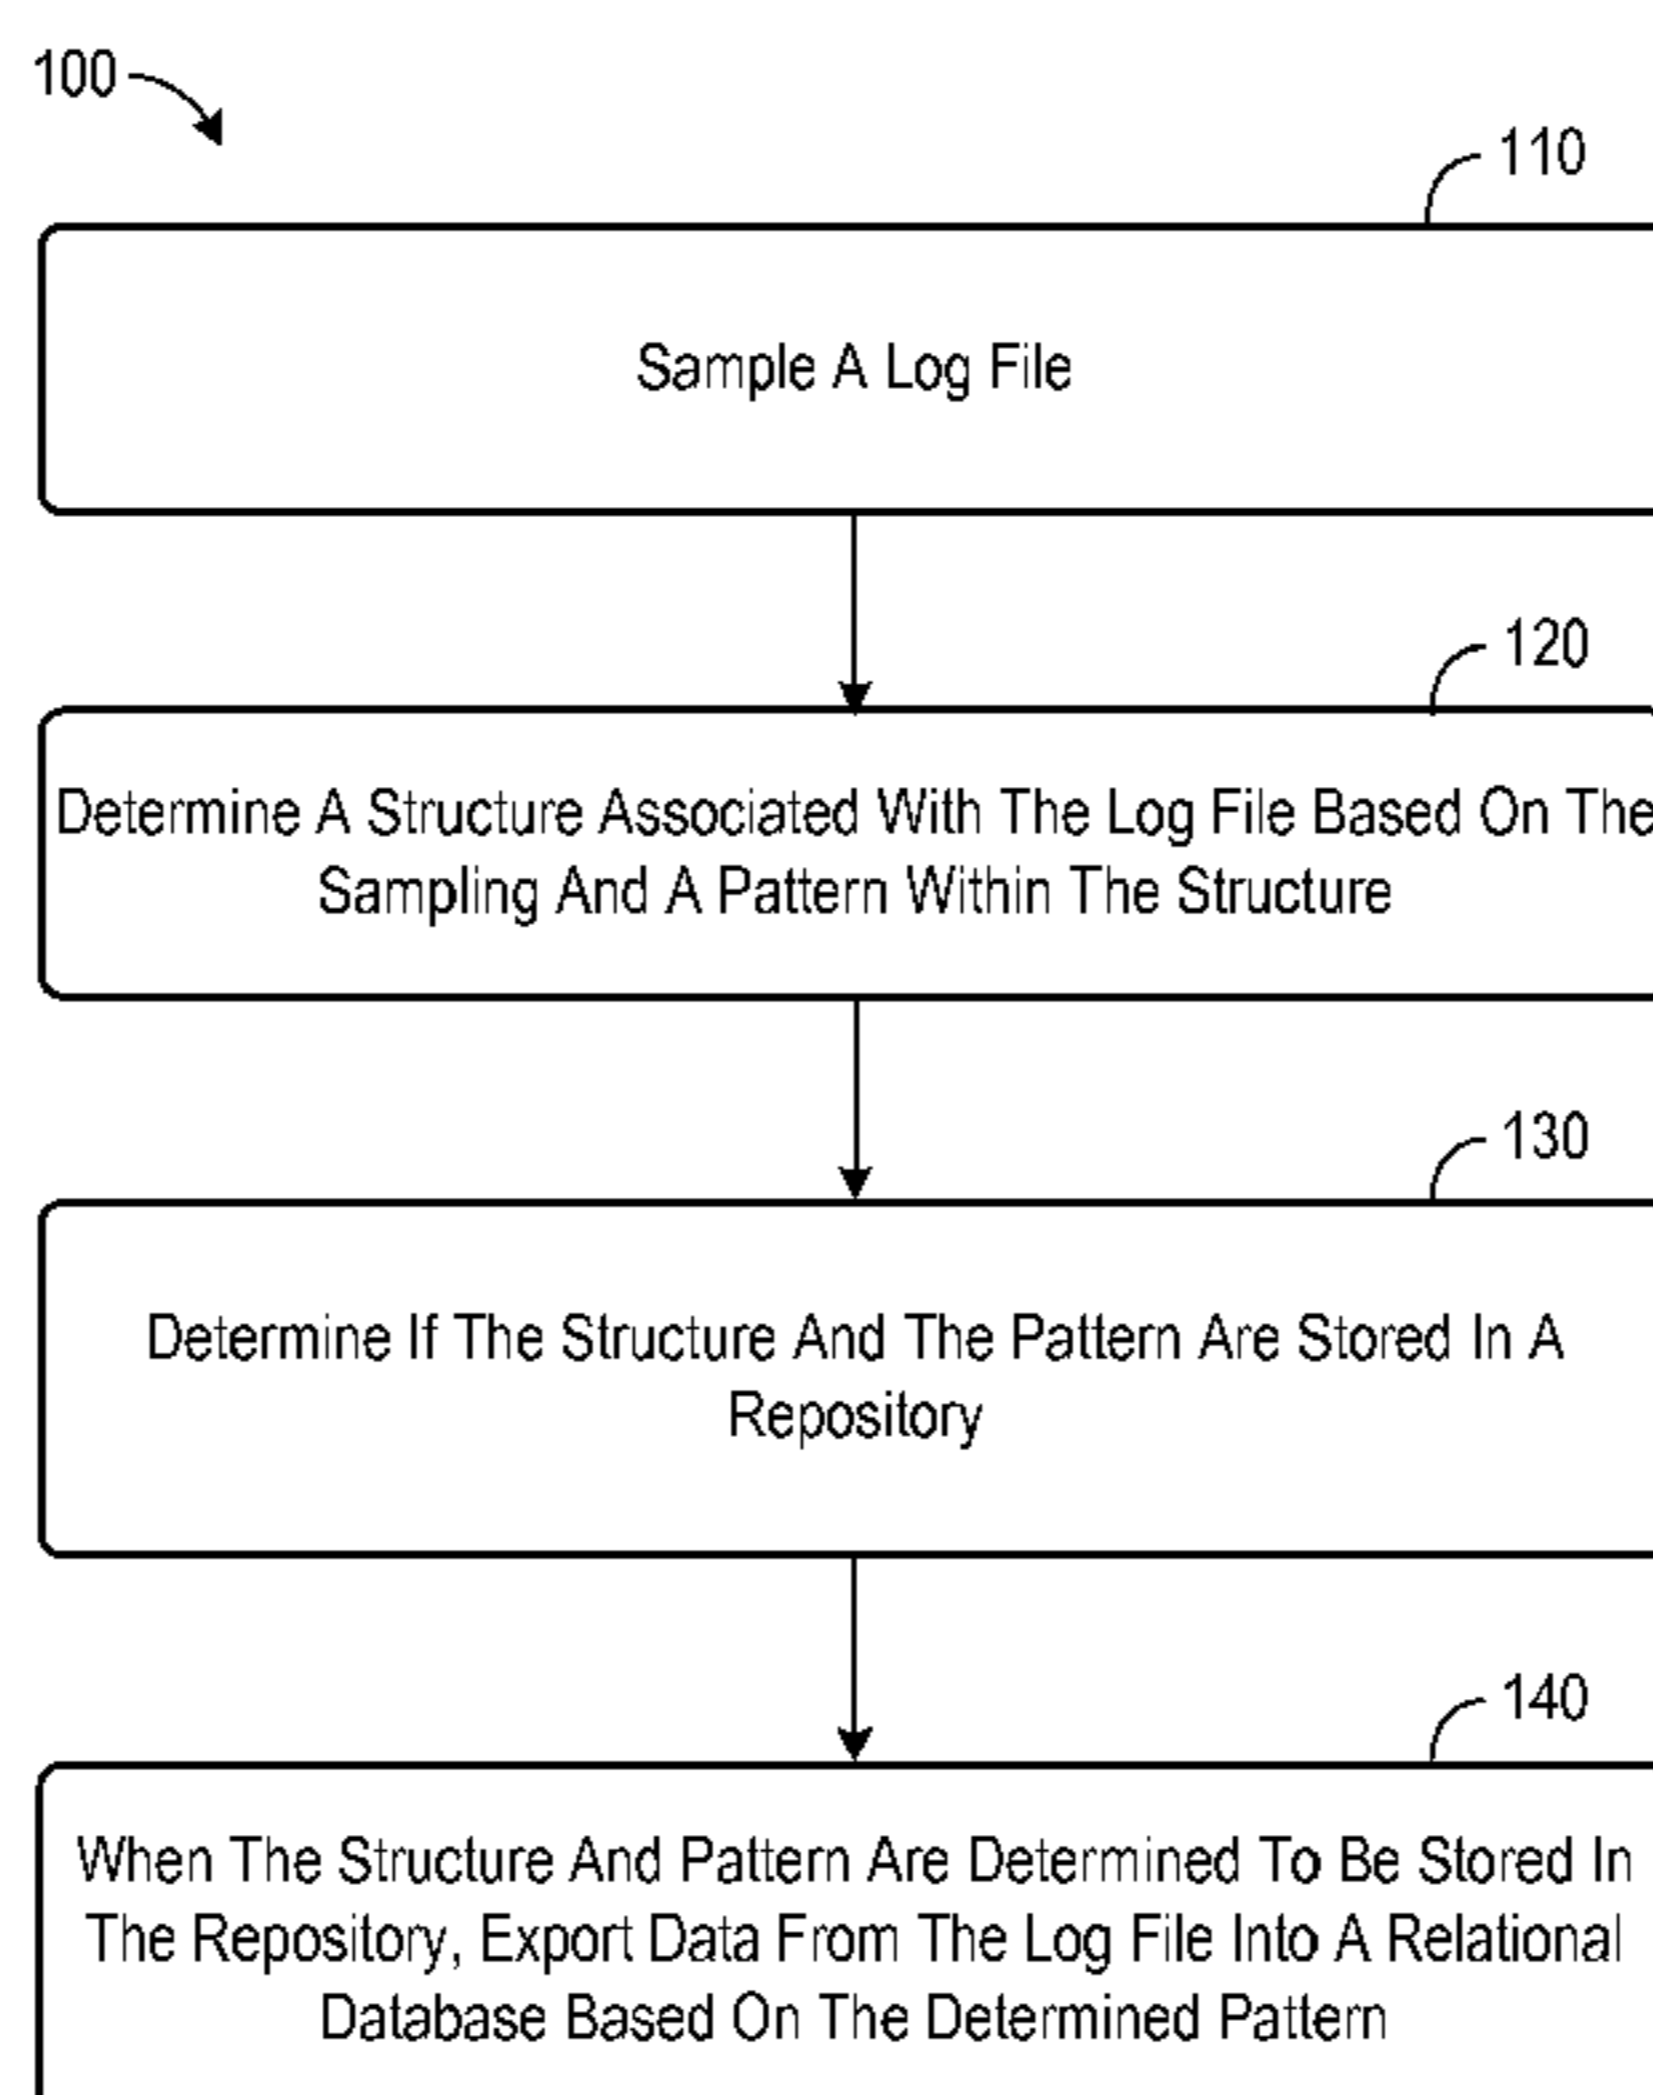 100
110
Sample A Log File
120
Determine A Structure Associated With The Log File Based On The
Sampling And A Pattern Within The Structure
130
Determine If The Structure And The Pattern Are Stored In A
Repository
140
When The Structure And Pattern Are Determined To Be Stored In
The Repository, Export Data From The Log File Into A Relational
Database Based On The Determined Pattern